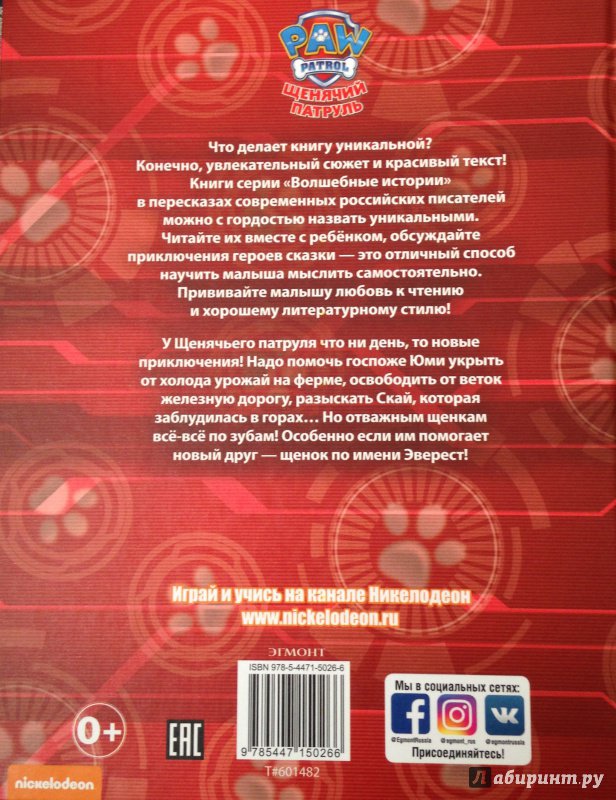 PAW
PATROL
ЩЕНЯЧИЙ
ПАТРУЛЬ
Что делает книгу уникальной?
Конечно, увлекательный сюжет и красивый текст!
Книги серии «Волшебные истории»
в пересказах современных российских писателей
можно с гордостью назвать уникальными.
Читайте их вместе с ребёнком, обсуждайте
приключения героев сказки — это отличный способ
научить малыша мыслить самостоятельно.
Прививайте малышу любовь к чтению
и хорошему литературному стилю!
У Щенячьего патруля что ни день, то новые
приключения! Надо помочь госпоже Юми укрыть
от холода урожай на ферме, освободить от веток
железную дорогу, разыскать Скай, которая
заблудилась в горах... Но отважным щенкам
всё-всё по зубам! Особенно если им помогает
новый друг — щенок по имени Эверест!
Играй и учись на канале Никелодеон
www.nickelodeon.ru
ЭГМОНТ
ISBN 978-5-4471-5026-6
9 785447 150266
T#601482
0+
EAC
Мы в социальных сетях:
@EgmontRussia @egmont_rus @egmontrussia
Присоединяйтесь!
nickelodeon
Лабиринт.ру